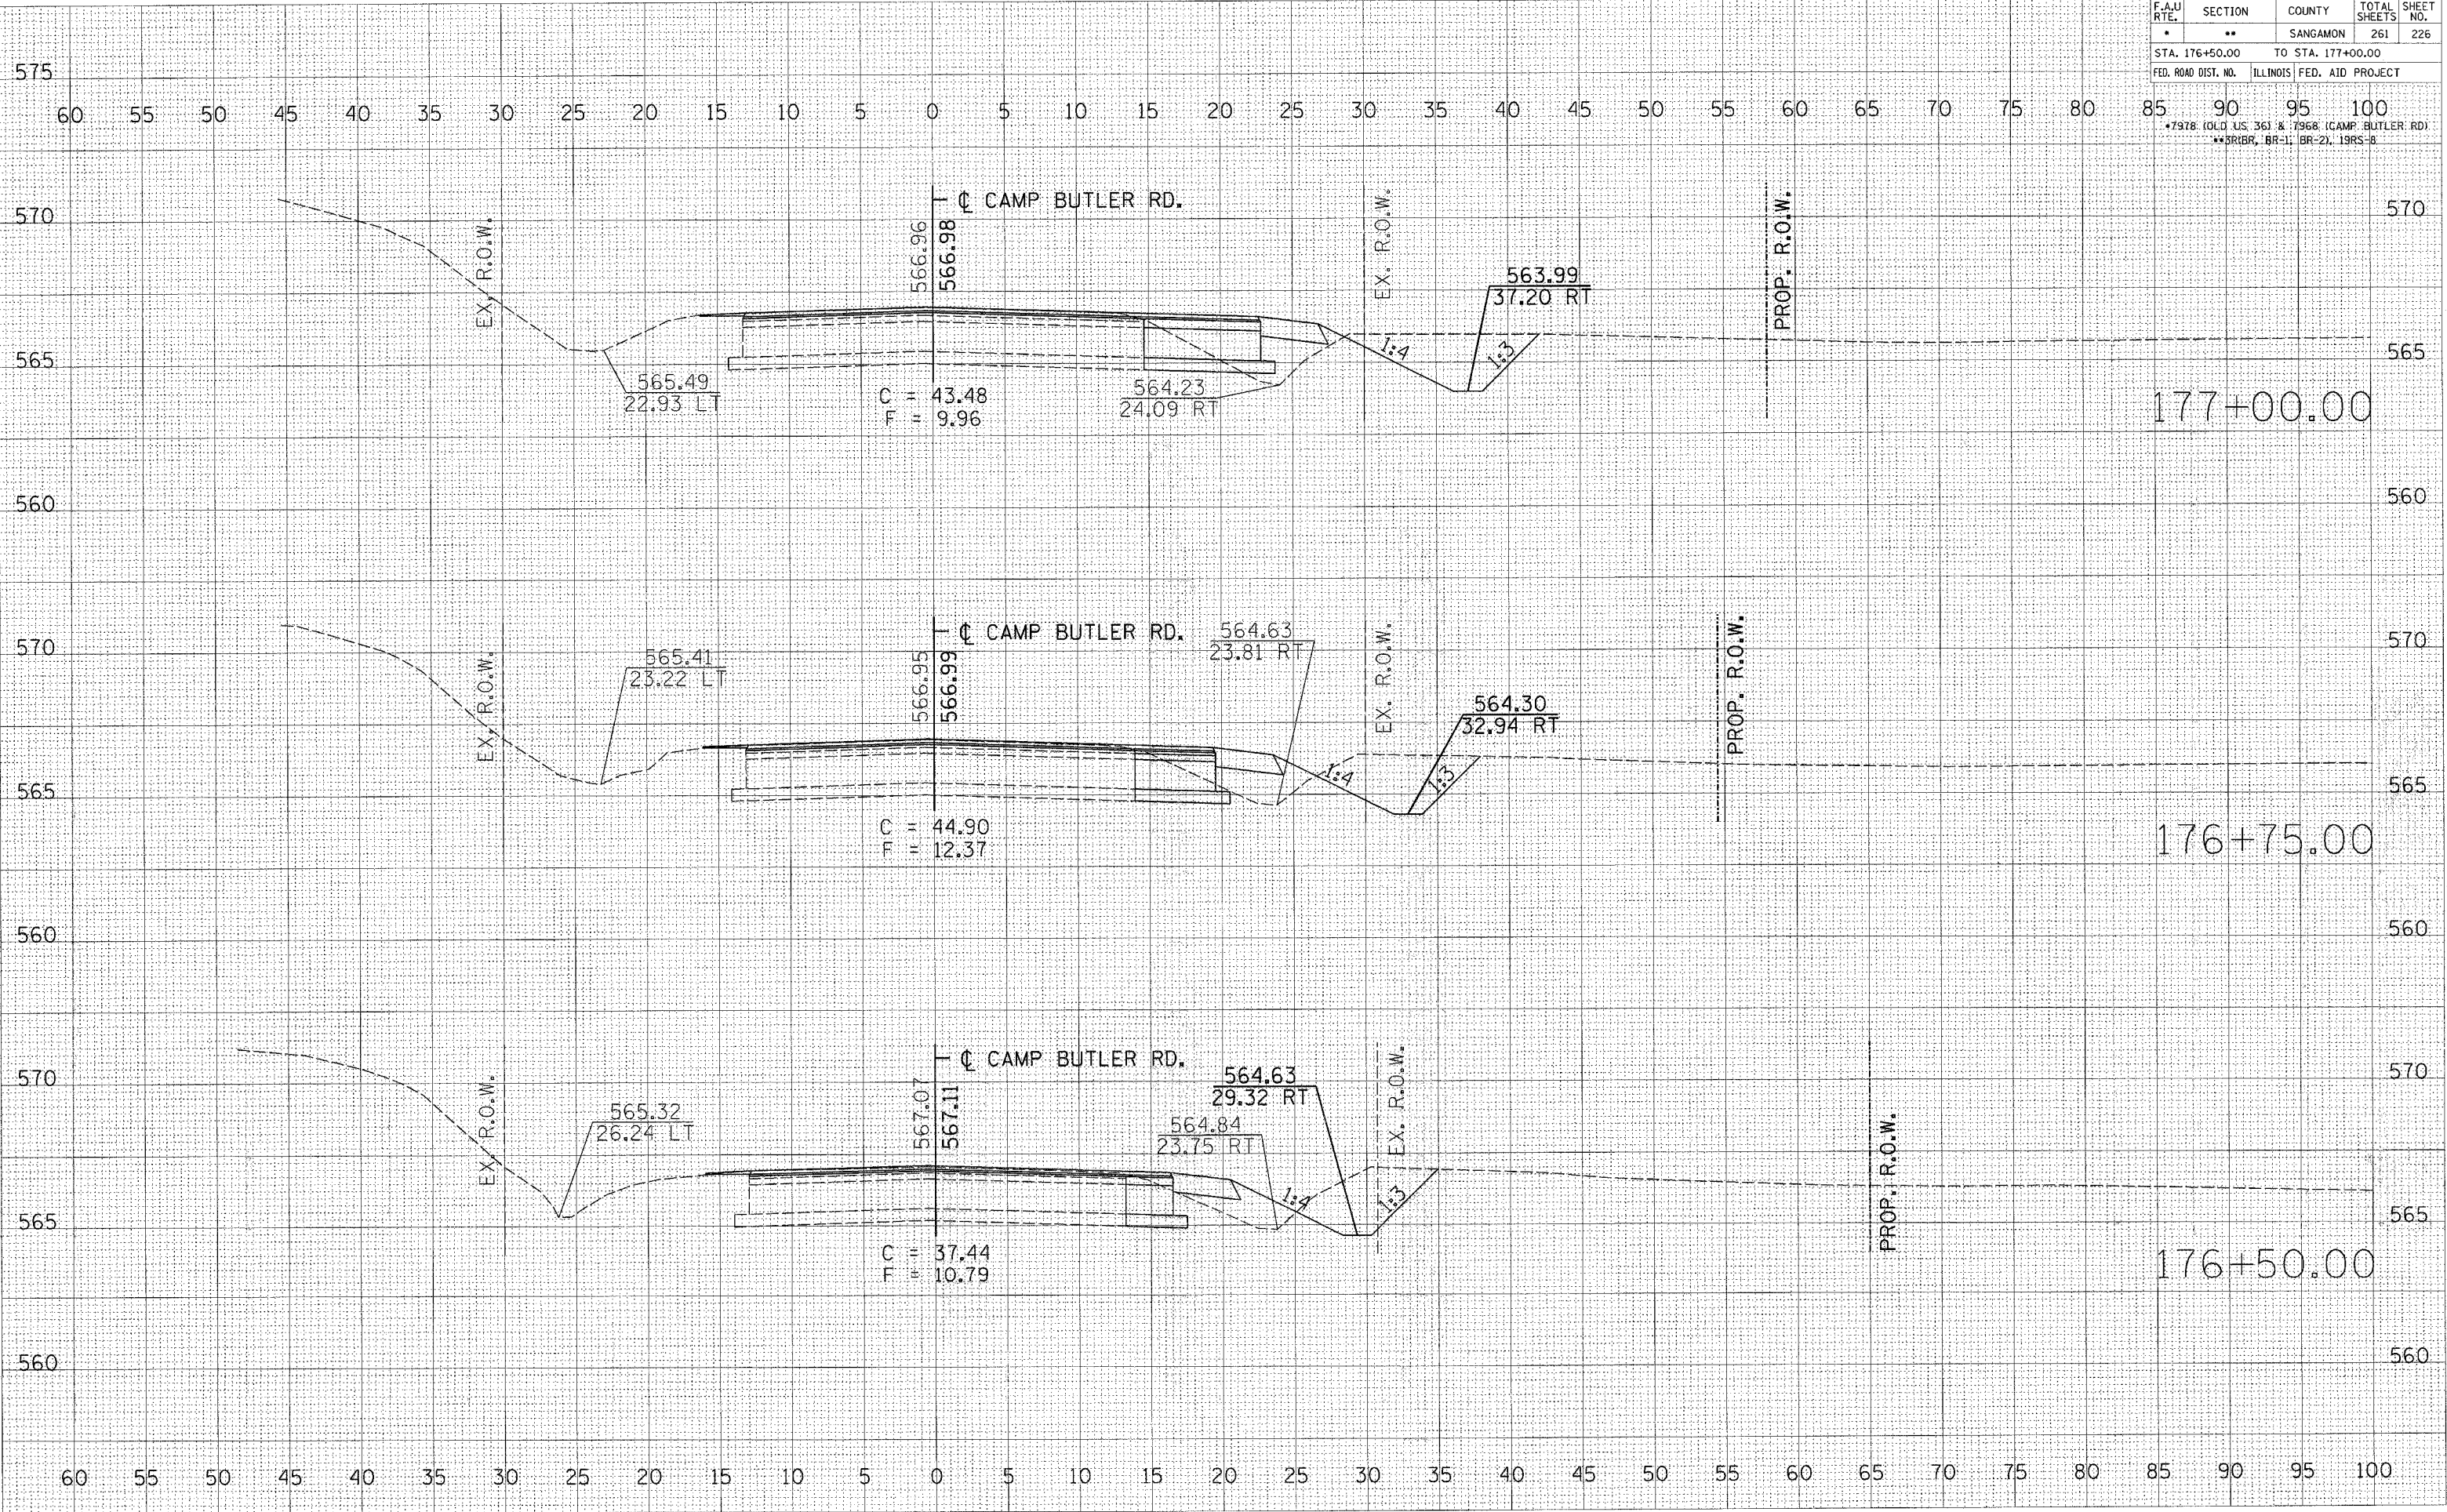 F.A.U RTE. SECTION COUNTY TOTAL SHEETS SHEET NO.
* ** SANGAMON 261 226
STA. 176+50.00 TO STA. 177+00.00
FED. ROAD DIST. NO. ILLINOIS FED. AID PROJECT
575
60 55 50 45 40 35 30 25 20 15 10 5 0 5 10 15 20 25 30 35 40 45 50 55 60 65 70 75 80 85 90 95 100
*7978 (OLD US 36) & 7968 (CAMP BUTLER RD)
**3R(BR, BR-1, BR-2), 19RS-8
℄ CAMP BUTLER RD.
570 570
EX. R.O.W.
566.96
566.98
EX. R.O.W.
PROP. R.O.W.
563.99
37.20 RT
1:4
1:3
565 565
565.49
22.93 LT
564.23
24.09 RT
C = 43.48
F = 9.96
177+00.00
560 560
℄ CAMP BUTLER RD.
570 570
EX. R.O.W.
565.41
23.22 LT
566.95
566.99
564.63
23.81 RT
EX. R.O.W.
564.30
32.94 RT
PROP. R.O.W.
1:4
1:3
565 565
C = 44.90
F = 12.37
176+75.00
560 560
℄ CAMP BUTLER RD.
570 570
EX. R.O.W.
565.32
26.24 LT
567.07
567.11
564.63
29.32 RT
564.84
23.75 RT
EX. R.O.W.
PROP. R.O.W.
1:4
1:3
565 565
C = 37.44
F = 10.79
176+50.00
560 560
60 55 50 45 40 35 30 25 20 15 10 5 0 5 10 15 20 25 30 35 40 45 50 55 60 65 70 75 80 85 90 95 100